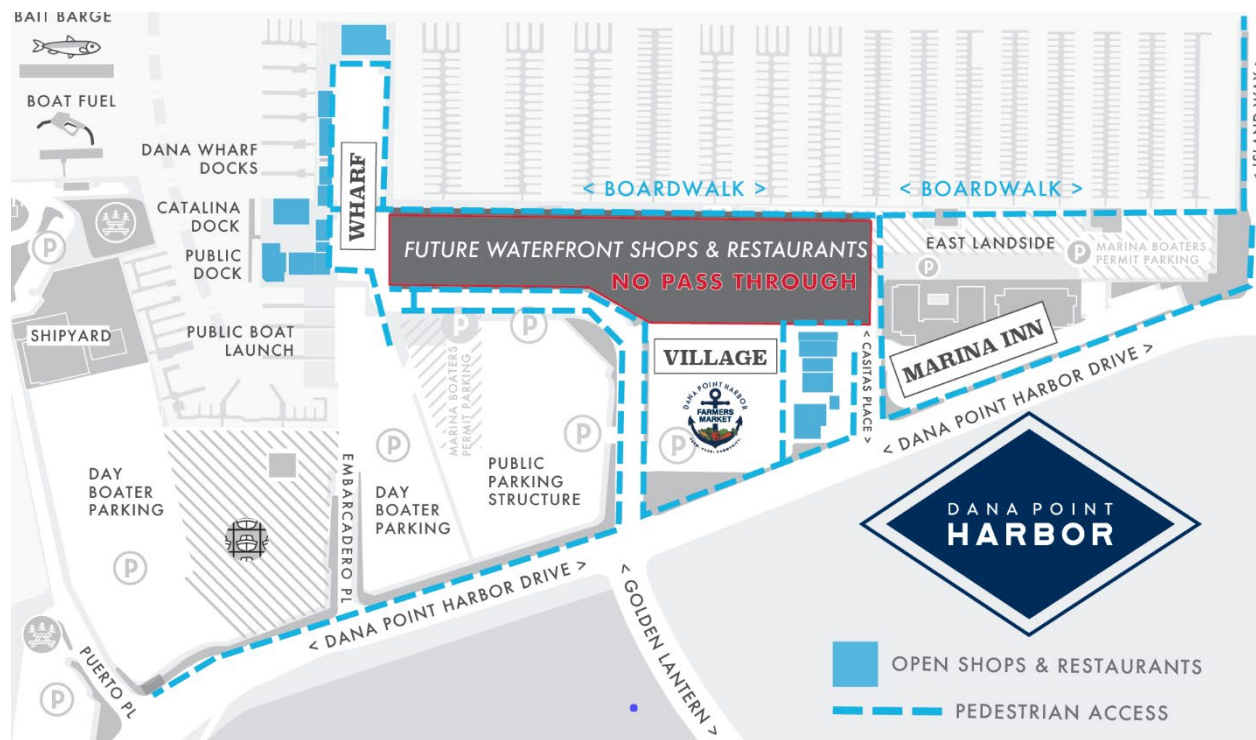 BAIT BARGE
BOAT FUEL
DANA WHARF
DOCKS
CATALINA
DOCK
PUBLIC
DOCK
WHARF
< BOARDWALK >
< BOARDWALK >
< ISLAND WAY >
FUTURE WATERFRONT SHOPS & RESTAURANTS
NO PASS THROUGH
EAST LANDSIDE
P
P MARINA BOATERS
PERMIT PARKING
P
SHIPYARD
PUBLIC BOAT
LAUNCH
P
P
MARINA BOATERS
PERMIT PARKING
VILLAGE
DANA POINT HARBOR
FARMERS
MARKET
P
< CASITAS PLACE >
MARINA INN
< DANA POINT HARBOR DRIVE >
DAY
BOATER
PARKING
P
EMBARCADERO PL
P
DAY
BOATER
PARKING
P
PUBLIC
PARKING
STRUCTURE
DANA POINT
HARBOR
< DANA POINT HARBOR DRIVE >
< GOLDEN LANTERN >
PUERTO PL
P
OPEN SHOPS & RESTAURANTS
PEDESTRIAN ACCESS